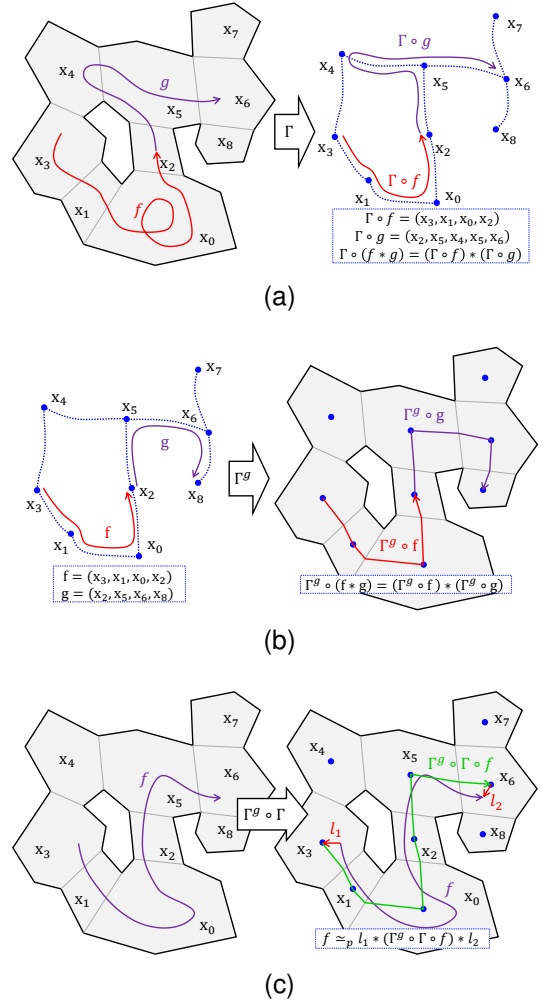 x₇
x₄
g
x₆
x₅
x₈
x₃
x₂
x₁
f
x₀
Γ
x₇
Γ∘g
x₄
x₅
x₆
x₈
x₃
x₂
Γ∘f
x₁
x₀
Γ∘f = (x₃, x₁, x₀, x₂)
Γ∘g = (x₂, x₅, x₄, x₅, x₆)
Γ∘(f ∗ g) = (Γ∘f) ∗ (Γ∘g)
(a)
x₇
x₄
x₅
x₆
g
x₃
x₂
x₈
x₁
f
x₀
f = (x₃, x₁, x₀, x₂)
g = (x₂, x₅, x₆, x₈)
Γᵍ
Γᵍ∘g
Γᵍ∘f
Γᵍ∘(f∗g) = (Γᵍ∘f) ∗ (Γᵍ∘g)
(b)
x₇
x₄
f
x₆
x₅
x₈
x₃
x₂
x₁
x₀
Γᵍ∘Γ
x₇
x₄
x₅
Γᵍ∘Γ∘f
x₆
l₂
l₁
x₈
x₃
x₂
f
x₁
x₀
f ≃ₚ l₁ ∗ (Γᵍ∘Γ∘f) ∗ l₂
(c)